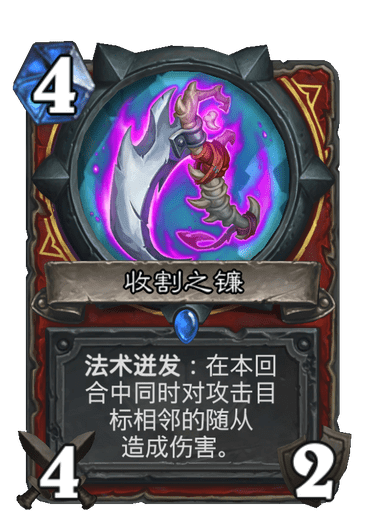 4
收割之镰
法术迸发：在本回
合中同时对攻击目
标相邻的随从
造成伤害。
4
2